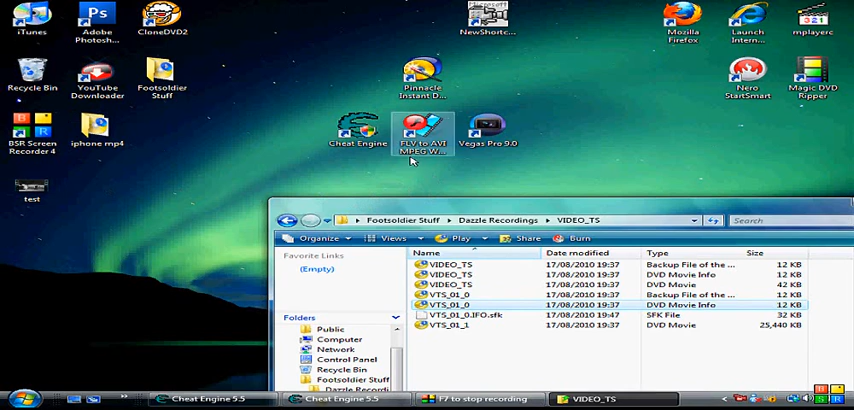 iTunes
Adobe
Photosh...
CloneDVD2
Microsoft
NewShortc...
Mozilla
Firefox
Launch
Intern...
321
mplayerc
Recycle Bin
YouTube
Downloader
Footsoldier
Stuff
Pinnacle
Instant D...
Nero
StartSmart
Magic DVD
Ripper
BSR Screen
Recorder 4
iphone mp4
Cheat Engine
FLV to AVI
MPEG W...
Vegas Pro 9.0
test
Footsoldier Stuff
Dazzle Recordings
VIDEO_TS
Search
Organize
Views
Play
Share
Burn
Favorite Links
(Empty)
Folders
Public
Computer
Network
Control Panel
Recycle Bin
Footsoldier Stuff
Dazzle Recordin
Name Date modified Type Size
VIDEO_TS 17/08/2010 19:37 Backup File of the ... 12 KB
VIDEO_TS 17/08/2010 19:37 DVD Movie Info 12 KB
VIDEO_TS 17/08/2010 19:37 DVD Movie 42 KB
VTS_01_0 17/08/2010 19:37 Backup File of the ... 12 KB
VTS_01_0 17/08/2010 19:37 DVD Movie Info 12 KB
VTS_01_0.IFO.sfk 17/08/2010 19:47 SFK File 32 KB
VTS_01_1 17/08/2010 19:37 DVD Movie 25,440 KB
Cheat Engine 5.5
Cheat Engine 5.5
F7 to stop recording
VIDEO_TS
B R
S R